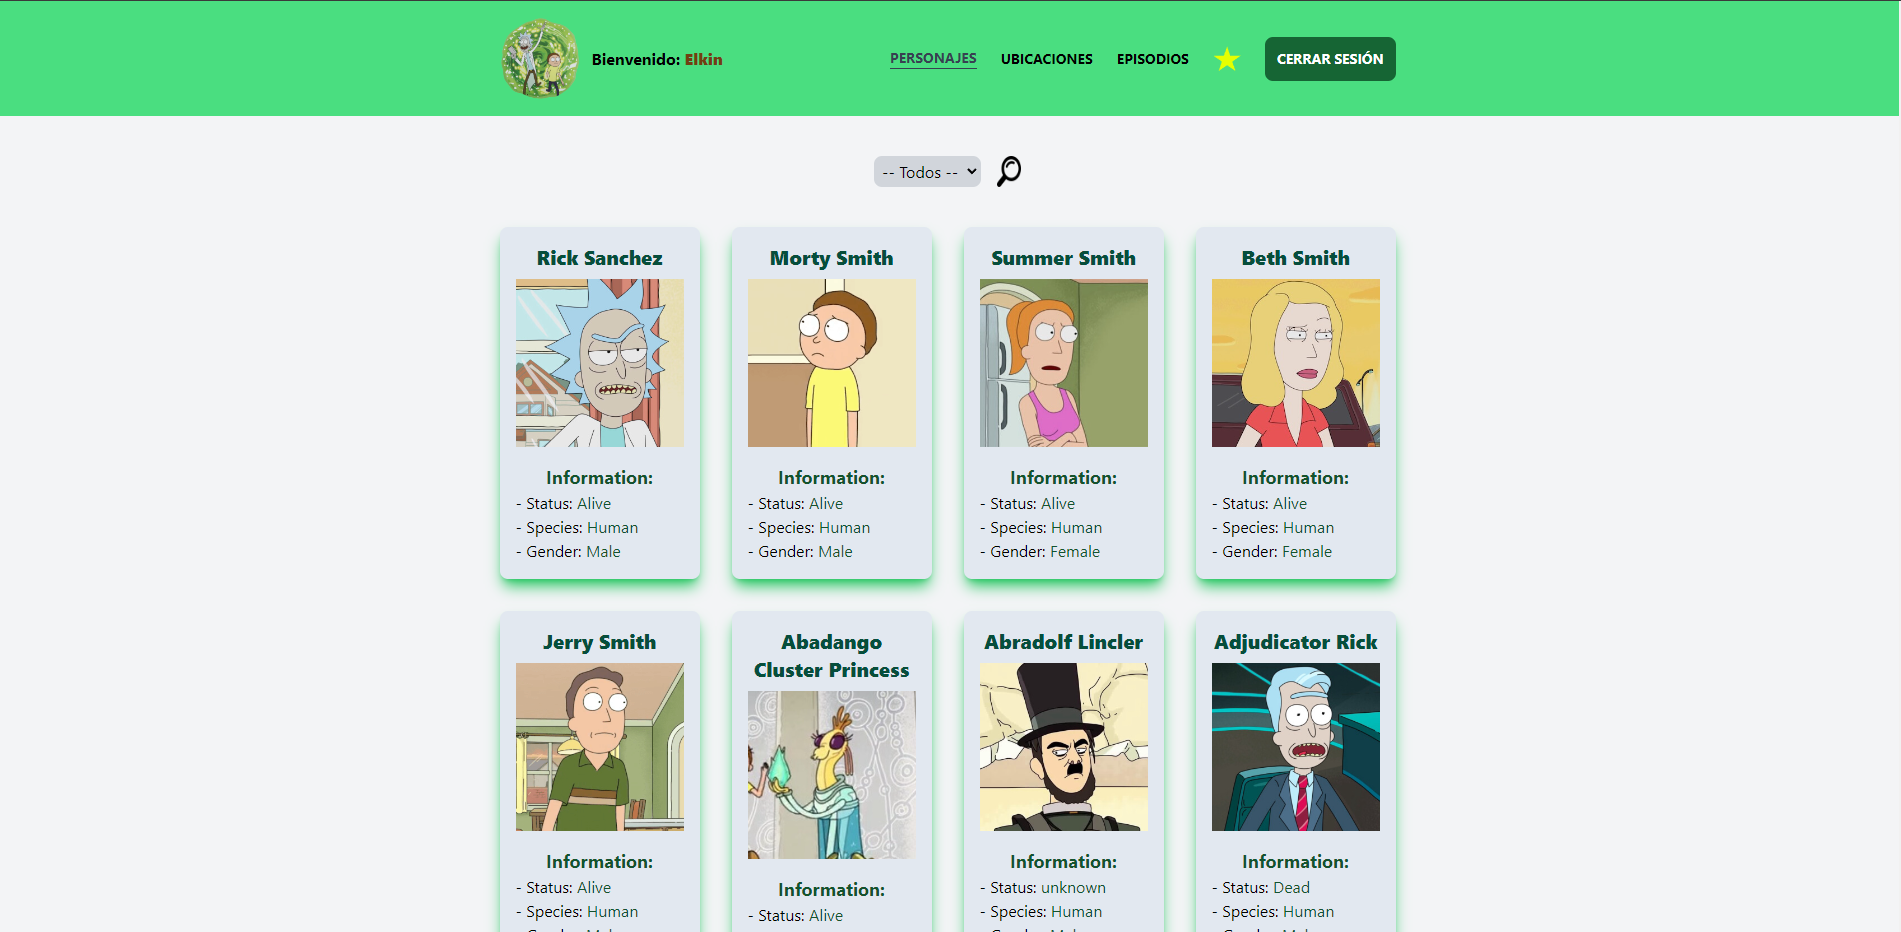 Bienvenido: Elkin
PERSONAJES
UBICACIONES
EPISODIOS
CERRAR SESIÓN
-- Todos --
Rick Sanchez
Information:
- Status: Alive
- Species: Human
- Gender: Male
Morty Smith
Information:
- Status: Alive
- Species: Human
- Gender: Male
Summer Smith
Information:
- Status: Alive
- Species: Human
- Gender: Female
Beth Smith
Information:
- Status: Alive
- Species: Human
- Gender: Female
Jerry Smith
Information:
- Status: Alive
- Species: Human
Abadango
Cluster Princess
Information:
- Status: Alive
Abradolf Lincler
Information:
- Status: unknown
- Species: Human
Adjudicator Rick
Information:
- Status: Dead
- Species: Human